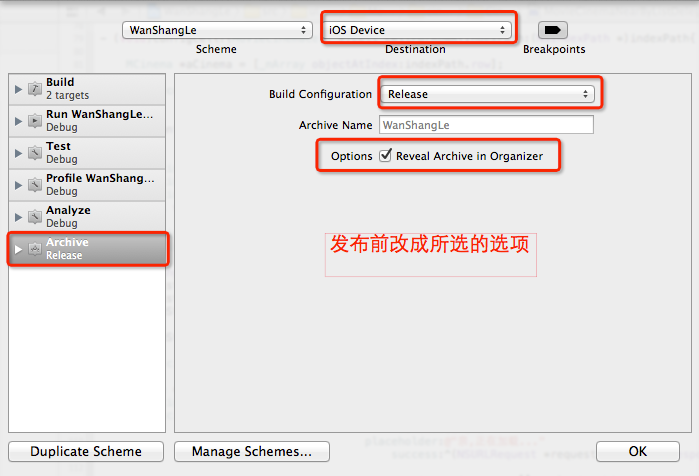 WanShangLe
iOS Device
Scheme
Destination
Breakpoints
Build
2 targets
Run WanShangLe...
Debug
Test
Debug
Profile WanShang...
Debug
Analyze
Debug
Archive
Release
Build Configuration
Release
Archive Name
WanShangLe
Options
Reveal Archive in Organizer
发布前改成所选的选项
Duplicate Scheme
Manage Schemes...
OK